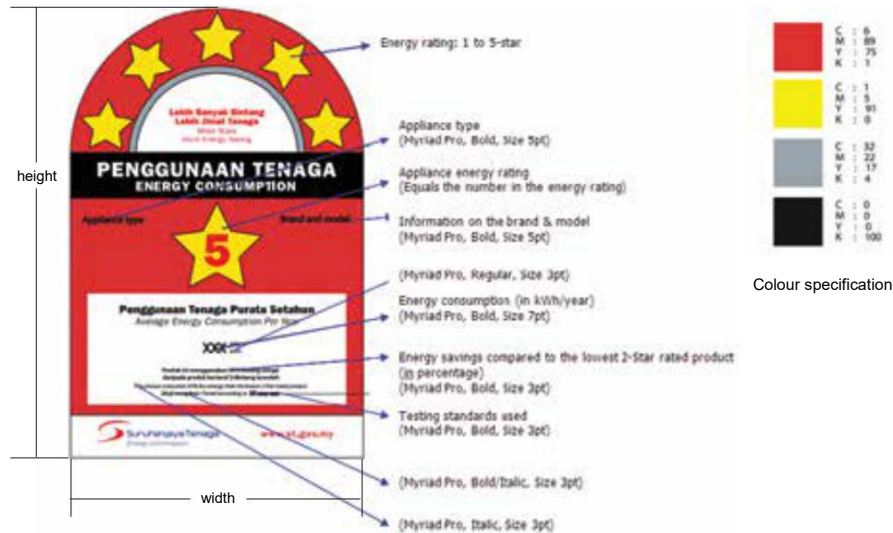 Energy rating: 1 to 5-star
Lebih Banyak Bintang
Lebih Jimat Tenaga
More Stars
More Energy Saving
height
PENGGUNAAN TENAGA
ENERGY CONSUMPTION
Appliance type
Brand and model
5
Penggunaan Tenaga Purata Setahun
Average Energy Consumption Per Year
XXX
Suruhanjaya Tenaga
Energy Commission
www.st.gov.my
width
Appliance type
(Myriad Pro, Bold, Size 5pt)
Appliance energy rating
(Equals the number in the energy rating)
Information on the brand & model
(Myriad Pro, Bold, Size 5pt)
(Myriad Pro, Regular, Size 3pt)
Energy consumption (in kWh/year)
(Myriad Pro, Bold, Size 7pt)
Energy savings compared to the lowest 2-Star rated product
(in percentage)
(Myriad Pro, Bold, Size 3pt)
Testing standards used
(Myriad Pro, Bold, Size 3pt)
(Myriad Pro, Bold/Italic, Size 3pt)
(Myriad Pro, Italic, Size 3pt)
C : 6
M : 89
Y : 75
K : 1
C : 1
M : 5
Y : 91
K : 0
C : 32
M : 22
Y : 17
K : 4
C : 0
M : 0
Y : 0
K : 100
Colour specification